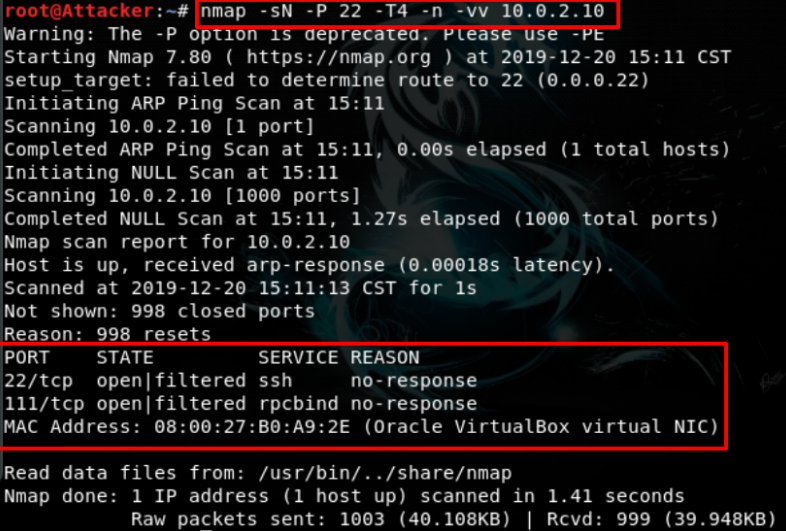 root@Attacker:~# nmap -sN -P 22 -T4 -n -vv 10.0.2.10
Warning: The -P option is deprecated. Please use -PE
Starting Nmap 7.80 ( https://nmap.org ) at 2019-12-20 15:11 CST
setup_target: failed to determine route to 22 (0.0.0.22)
Initiating ARP Ping Scan at 15:11
Scanning 10.0.2.10 [1 port]
Completed ARP Ping Scan at 15:11, 0.00s elapsed (1 total hosts)
Initiating NULL Scan at 15:11
Scanning 10.0.2.10 [1000 ports]
Completed NULL Scan at 15:11, 1.27s elapsed (1000 total ports)
Nmap scan report for 10.0.2.10
Host is up, received arp-response (0.00018s latency).
Scanned at 2019-12-20 15:11:13 CST for 1s
Not shown: 998 closed ports
Reason: 998 resets
PORT    STATE         SERVICE REASON
22/tcp  open|filtered ssh     no-response
111/tcp open|filtered rpcbind no-response
MAC Address: 08:00:27:B0:A9:2E (Oracle VirtualBox virtual NIC)
Read data files from: /usr/bin/../share/nmap
Nmap done: 1 IP address (1 host up) scanned in 1.41 seconds
Raw packets sent: 1003 (40.108KB) | Rcvd: 999 (39.948KB)